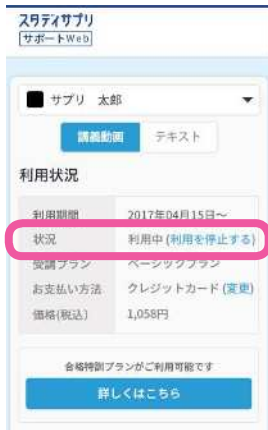 スタディサプリ
サポートWeb
サプリ 太郎
講義動画 テキスト
利用状況
利用期間 2017年04月15日～
状況 利用中 (利用を停止する)
受講プラン ベーシックプラン
お支払い方法 クレジットカード (変更)
価格(税込) 1,058円
合格特訓プランがご利用可能です
詳しくはこちら